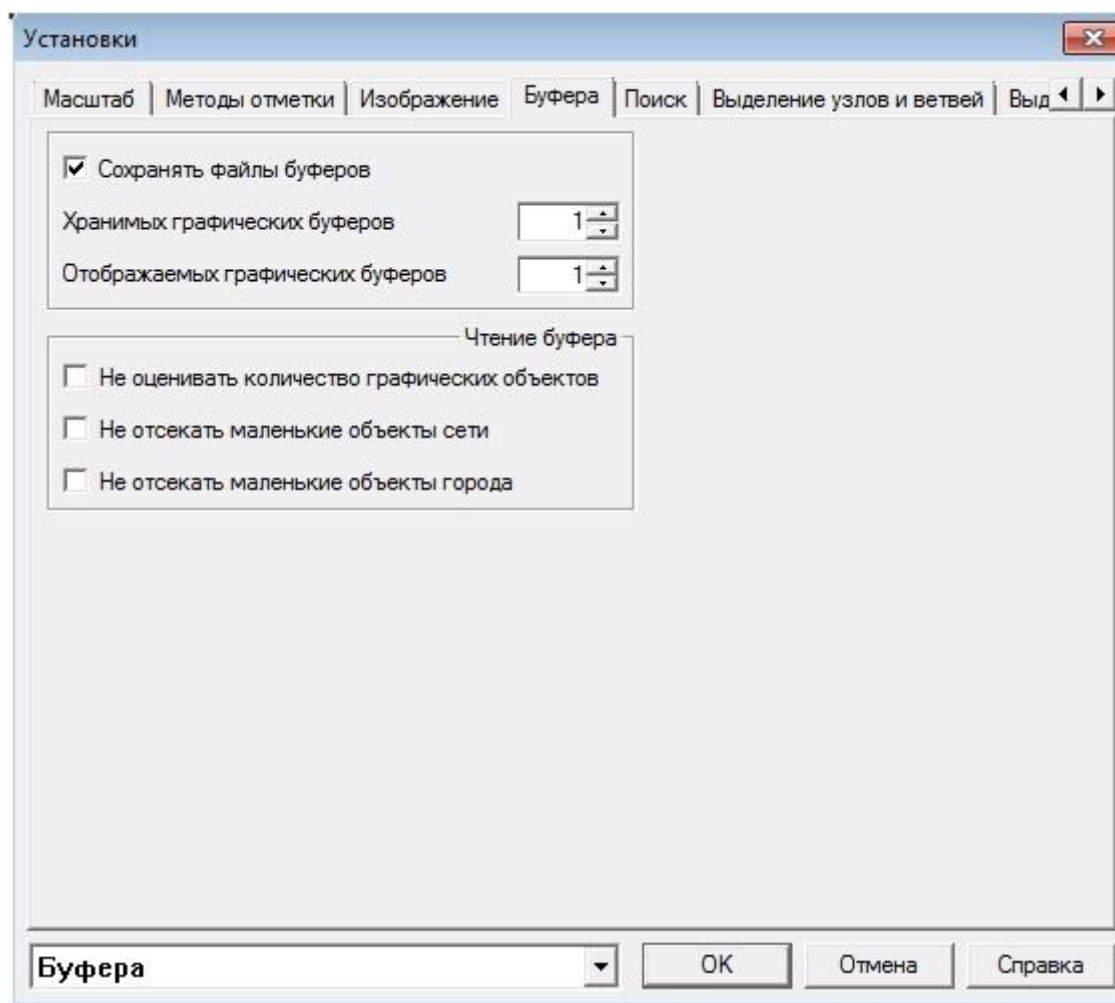 Установки
Масштаб Методы отметки Изображение Буфера Поиск Выделение узлов и ветвей Выд
Сохранять файлы буферов
Хранимых графических буферов 1
Отображаемых графических буферов 1
Чтение буфера
Не оценивать количество графических объектов
Не отсекать маленькие объекты сети
Не отсекать маленькие объекты города
Буфера OK Отмена Справка